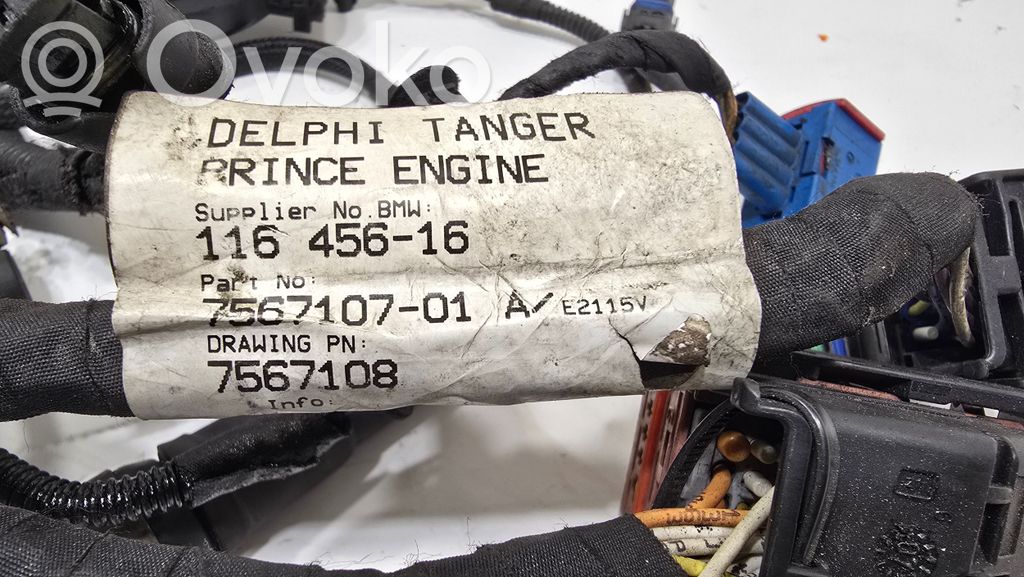 Ovoko
DELPHI TANGER
PRINCE ENGINE
Supplier No.BMW:
116 456-16
Part No:
7567107-01 A/ E2115V
DRAWING PN:
7567108
Info: